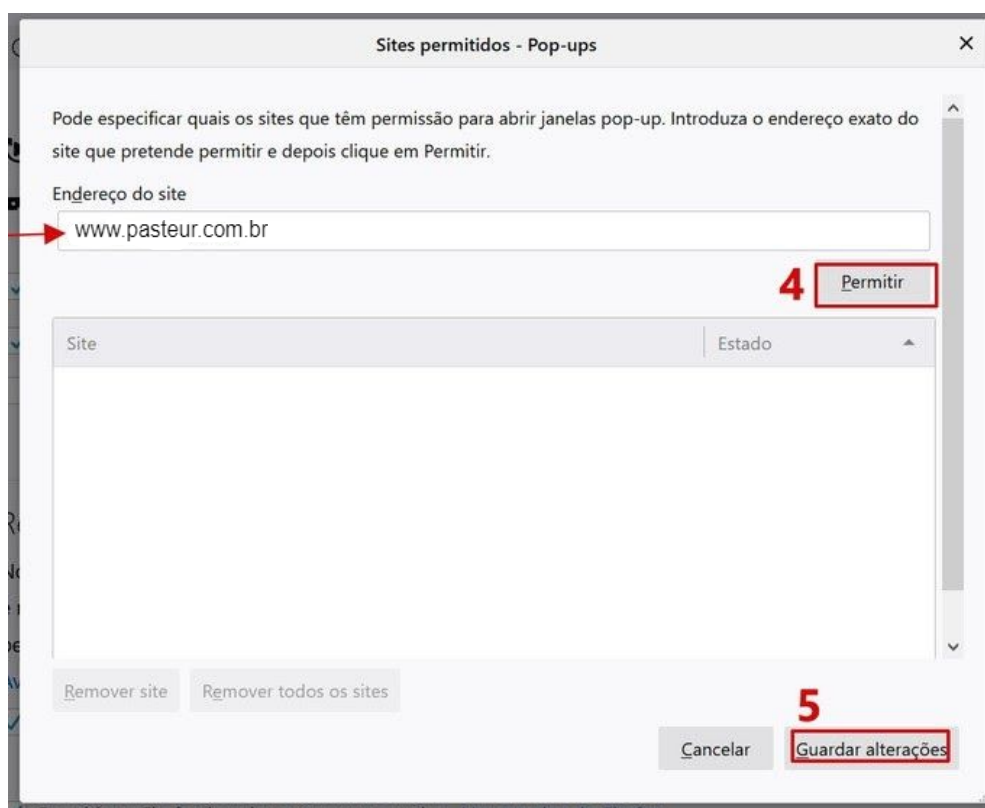 Sites permitidos - Pop-ups
Pode especificar quais os sites que têm permissão para abrir janelas pop-up. Introduza o endereço exato do
site que pretende permitir e depois clique em Permitir.
Endereço do site
www.pasteur.com.br
4 Permitir
Site Estado
Remover site Remover todos os sites
5
Cancelar Guardar alterações